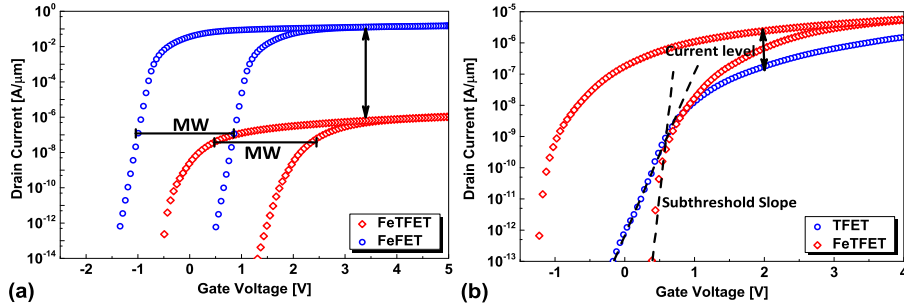 10²
10⁰
10⁻²
10⁻⁴
10⁻⁶
10⁻⁸
10⁻¹⁰
10⁻¹²
10⁻¹⁴
Drain Current [A/µm]
MW
MW
FeTFET
FeFET
-2 -1 0 1 2 3 4 5
Gate Voltage [V]
(a)
10⁻⁵
10⁻⁶
10⁻⁷
10⁻⁸
10⁻⁹
10⁻¹⁰
10⁻¹¹
10⁻¹²
10⁻¹³
Drain Current [A/µm]
Current level
Subthreshold Slope
TFET
FeTFET
-1 0 1 2 3 4
Gate Voltage [V]
(b)